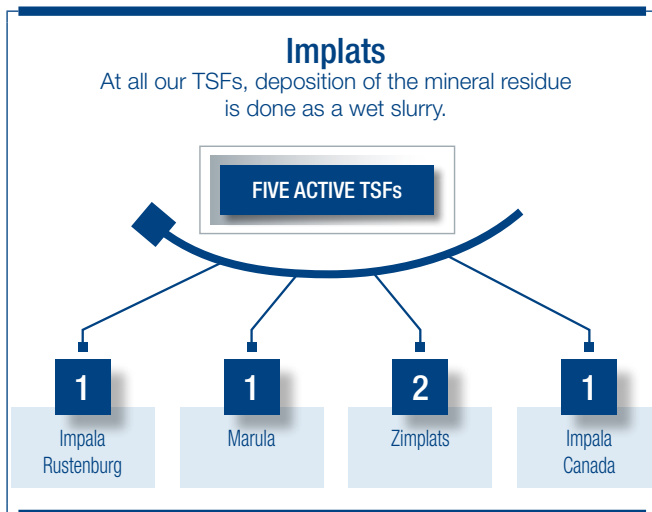 Implats
At all our TSFs, deposition of the mineral residue
is done as a wet slurry.
FIVE ACTIVE TSFs
1
Impala
Rustenburg
1
Marula
2
Zimplats
1
Impala
Canada